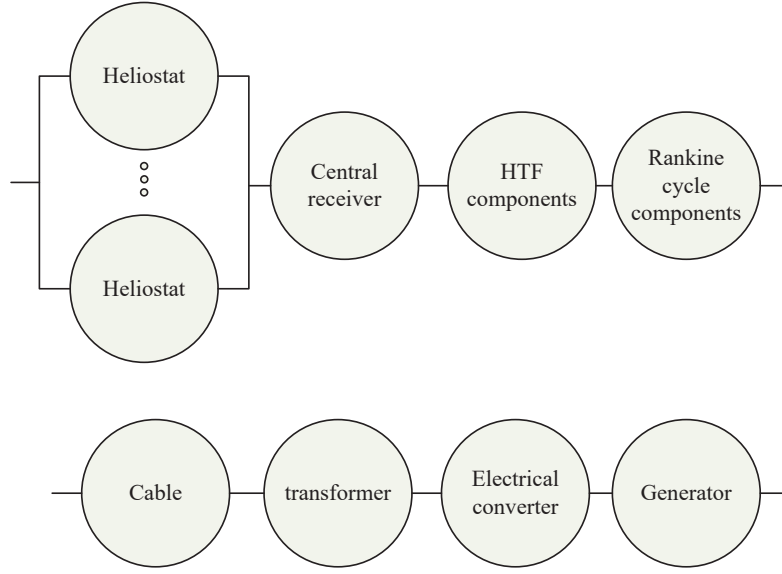 Heliostat
Central
receiver
HTF
components
Rankine
cycle
components
Heliostat
Cable
transformer
Electrical
converter
Generator